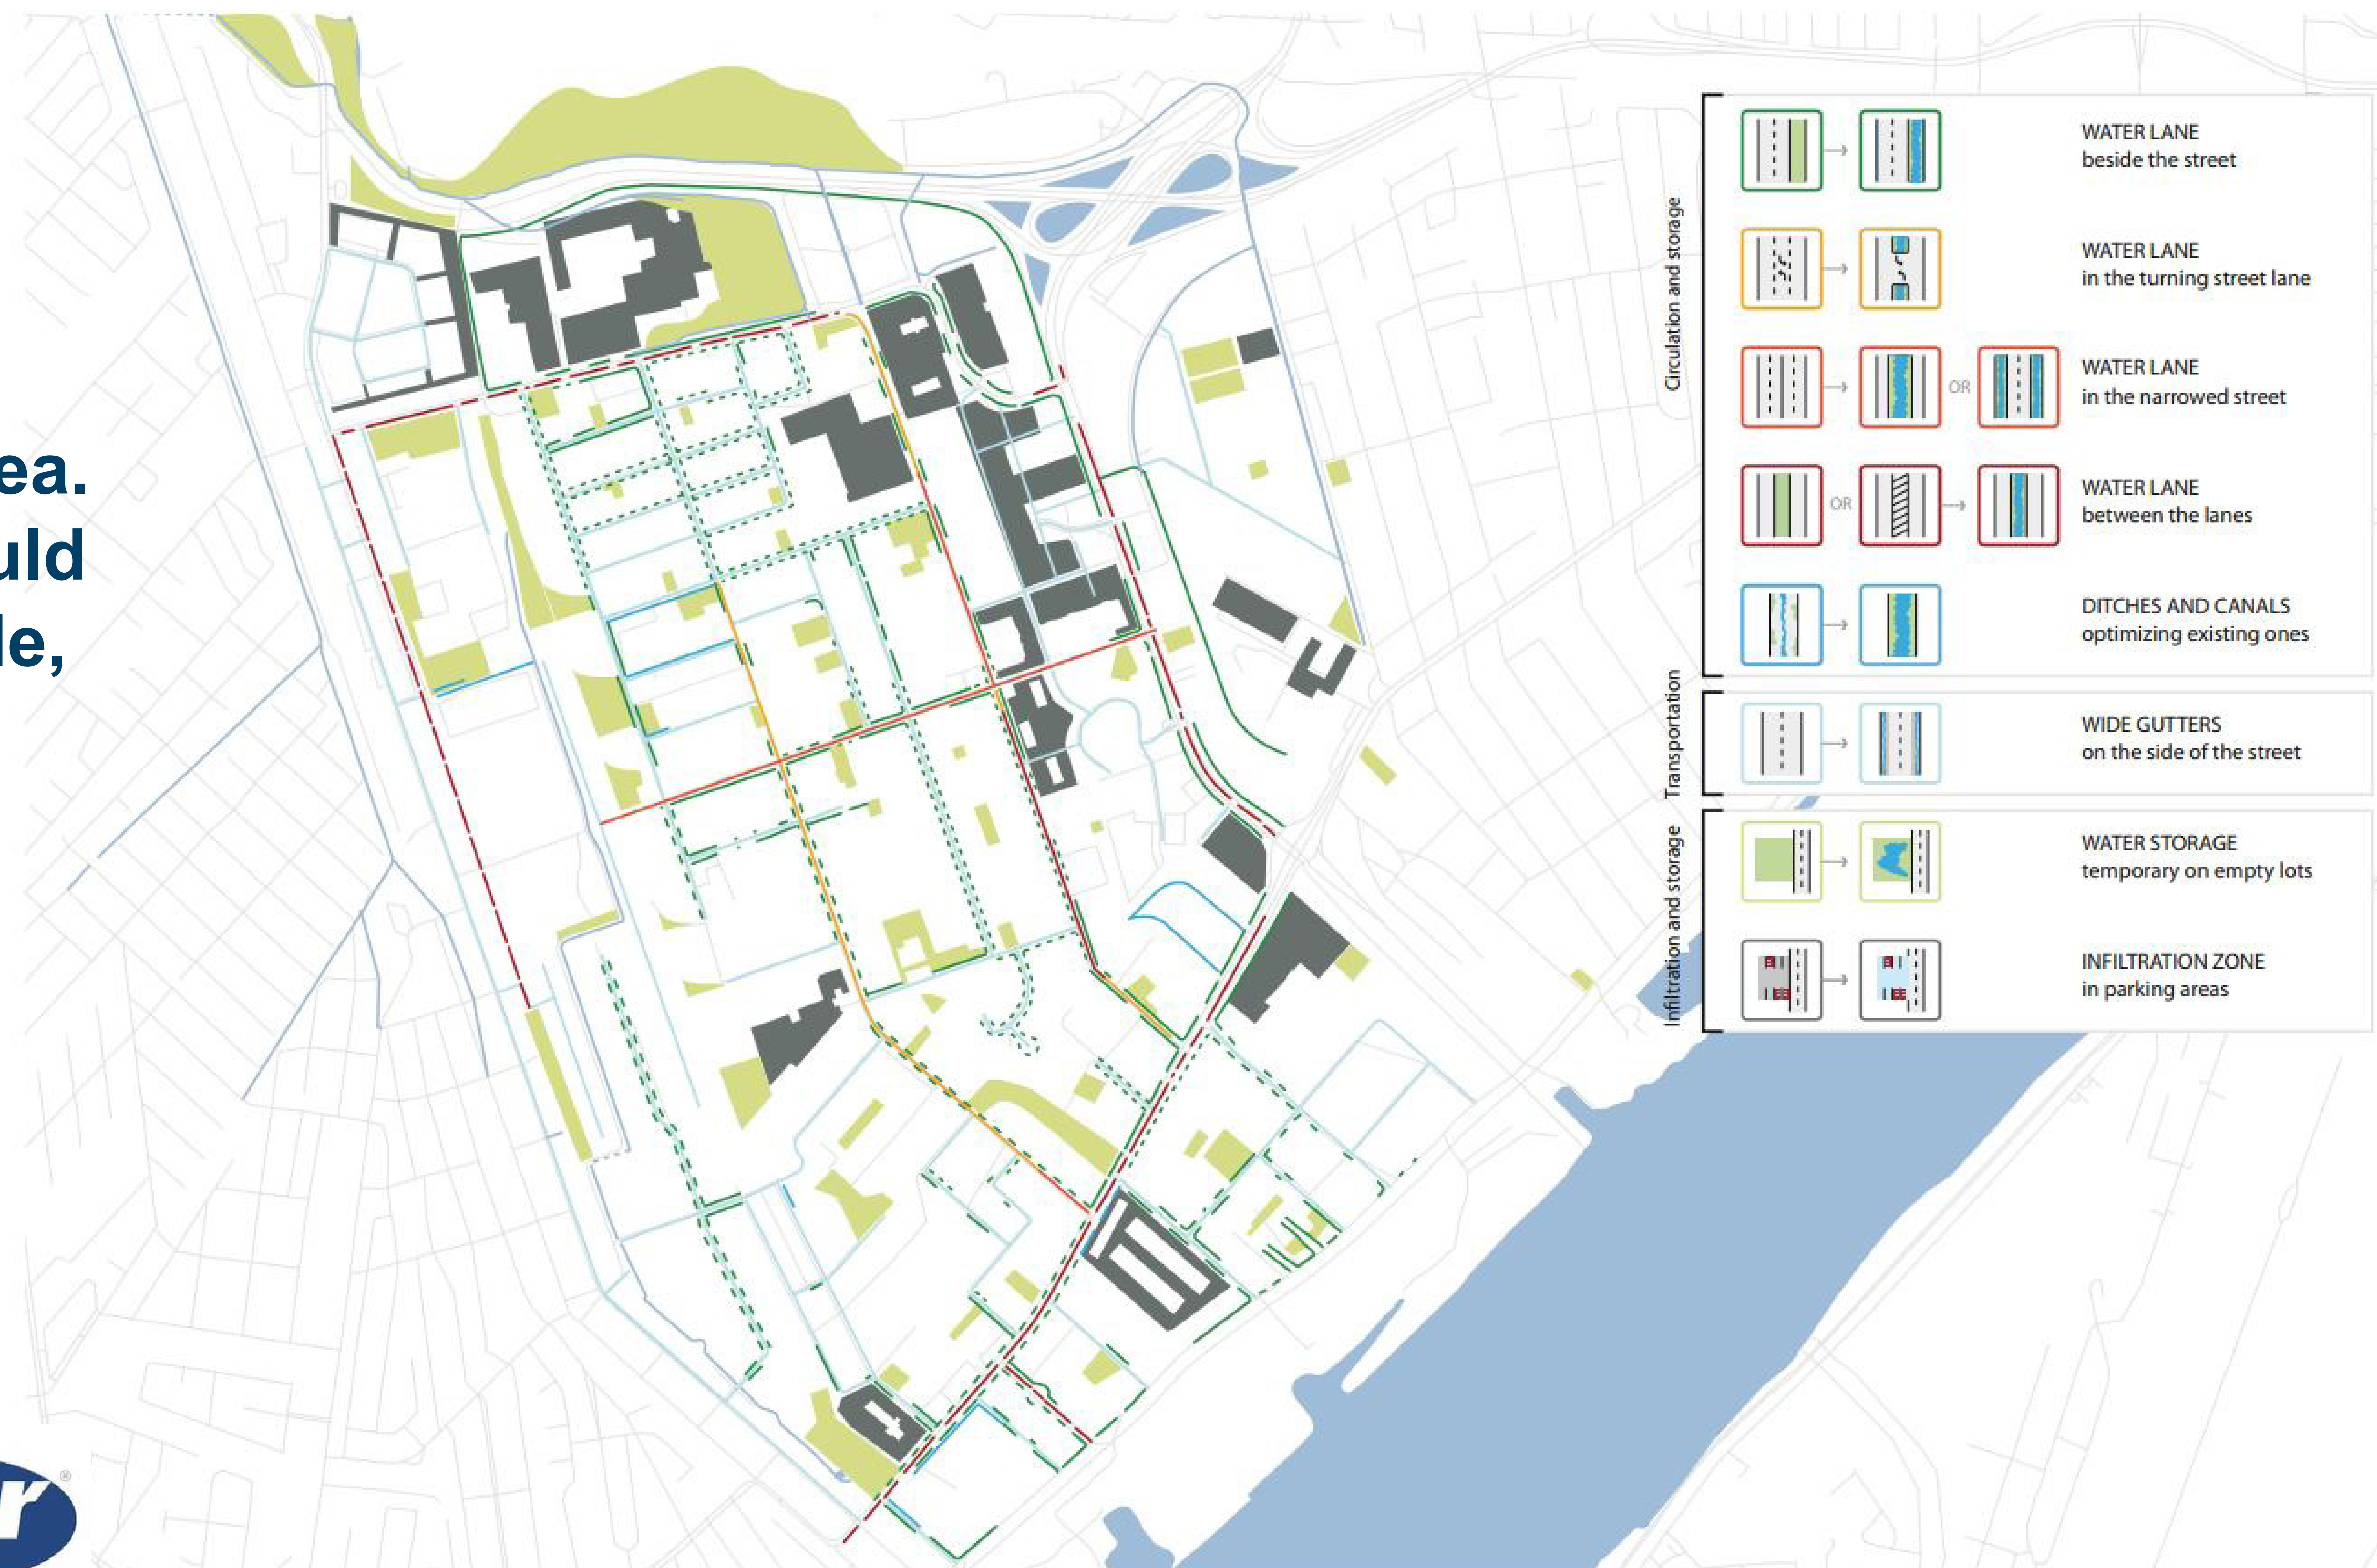 ea.
uld
le,
r
®
Circulation and storage
WATER LANE
beside the street
WATER LANE
in the turning street lane
OR
WATER LANE
in the narrowed street
OR
WATER LANE
between the lanes
DITCHES AND CANALS
optimizing existing ones
Transportation
WIDE GUTTERS
on the side of the street
Infiltration and storage
WATER STORAGE
temporary on empty lots
INFILTRATION ZONE
in parking areas